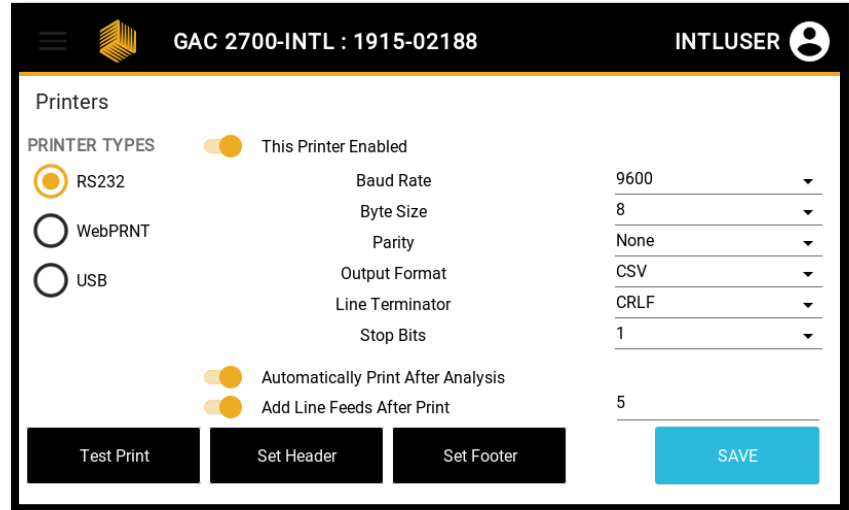 GAC 2700-INTL : 1915-02188 INTLUSER
Printers
PRINTER TYPES This Printer Enabled
RS232 Baud Rate 9600
Byte Size 8
WebPRNT
Parity None
USB Output Format CSV
Line Terminator CRLF
Stop Bits 1
Automatically Print After Analysis
Add Line Feeds After Print 5
Test Print Set Header Set Footer SAVE